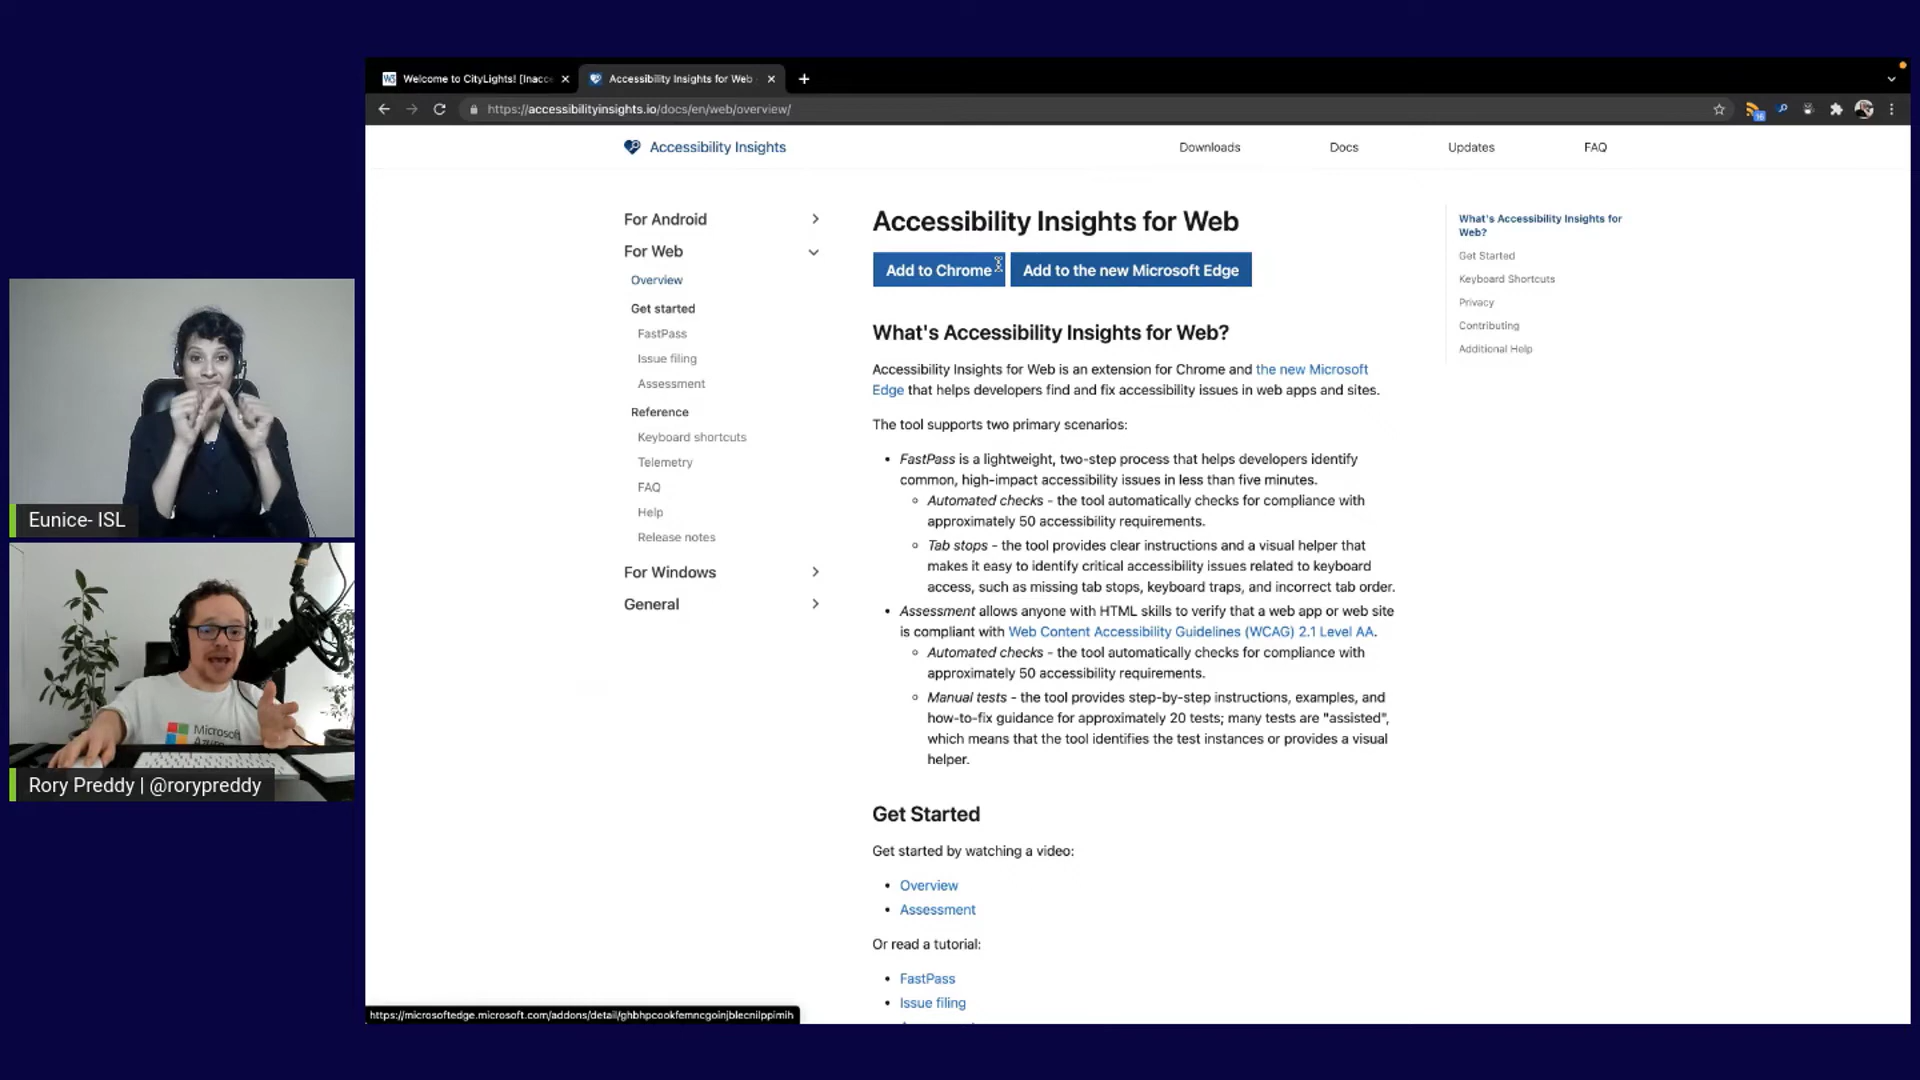 Welcome to CityLights! [Inacc
Accessibility Insights for Web
https://accessibilityinsights.io/docs/en/web/overview/
Accessibility Insights
Downloads
Docs
Updates
FAQ
For Android
For Web
Overview
Get started
FastPass
Issue filing
Assessment
Reference
Keyboard shortcuts
Telemetry
FAQ
Help
Release notes
For Windows
General
Accessibility Insights for Web
Add to Chrome
Add to the new Microsoft Edge
What's Accessibility Insights for Web?
Accessibility Insights for Web is an extension for Chrome and the new Microsoft
Edge that helps developers find and fix accessibility issues in web apps and sites.
The tool supports two primary scenarios:
• FastPass is a lightweight, two-step process that helps developers identify
common, high-impact accessibility issues in less than five minutes.
◦ Automated checks - the tool automatically checks for compliance with
approximately 50 accessibility requirements.
◦ Tab stops - the tool provides clear instructions and a visual helper that
makes it easy to identify critical accessibility issues related to keyboard
access, such as missing tab stops, keyboard traps, and incorrect tab order.
• Assessment allows anyone with HTML skills to verify that a web app or web site
is compliant with Web Content Accessibility Guidelines (WCAG) 2.1 Level AA.
◦ Automated checks - the tool automatically checks for compliance with
approximately 50 accessibility requirements.
◦ Manual tests - the tool provides step-by-step instructions, examples, and
how-to-fix guidance for approximately 20 tests; many tests are "assisted",
which means that the tool identifies the test instances or provides a visual
helper.
Get Started
Get started by watching a video:
• Overview
• Assessment
Or read a tutorial:
• FastPass
• Issue filing
What's Accessibility Insights for
Web?
Get Started
Keyboard Shortcuts
Privacy
Contributing
Additional Help
https://microsoftedge.microsoft.com/addons/detail/ghbhpcookfemncgoinjblecnilppimih
Eunice- ISL
Microsoft
Azure
Rory Preddy | @rorypreddy